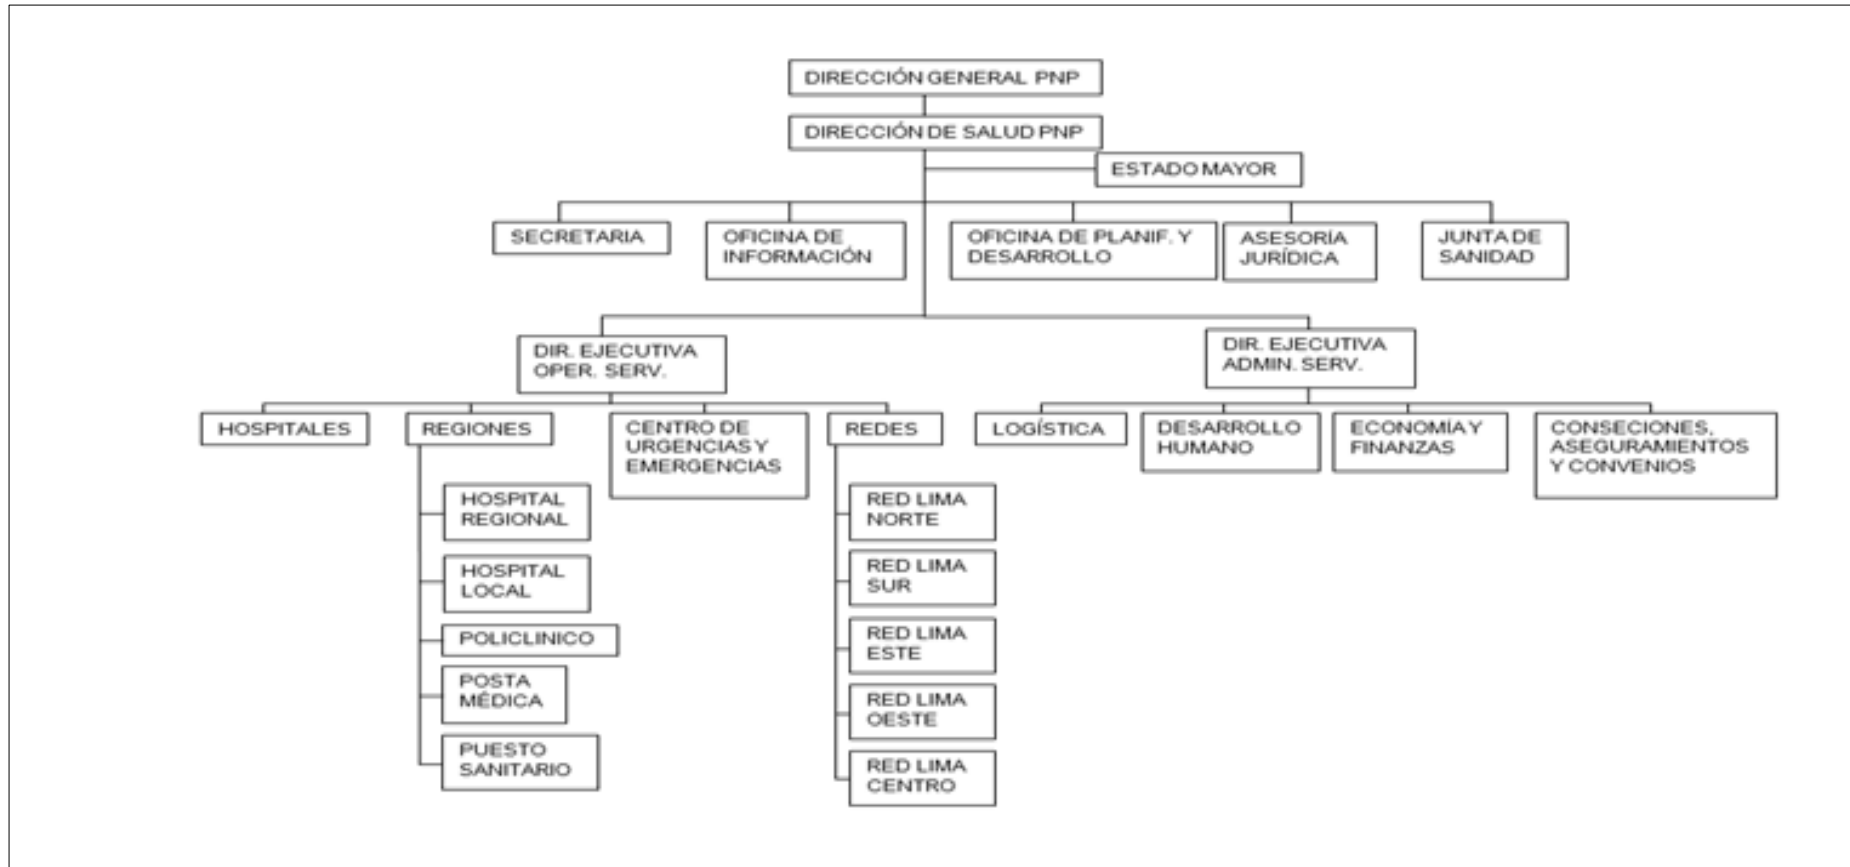 DIRECCIÓN GENERAL PNP
DIRECCIÓN DE SALUD PNP
ESTADO MAYOR
SECRETARIA
OFICINA DE
INFORMACIÓN
OFICINA DE PLANIF. Y
DESARROLLO
ASESORÍA
JURÍDICA
JUNTA DE
SANIDAD
DIR. EJECUTIVA
OPER. SERV.
DIR. EJECUTIVA
ADMIN. SERV.
HOSPITALES
REGIONES
CENTRO DE
URGENCIAS Y
EMERGENCIAS
REDES
LOGÍSTICA
DESARROLLO
HUMANO
ECONOMÍA Y
FINANZAS
CONSECIONES,
ASEGURAMIENTOS
Y CONVENIOS
HOSPITAL
REGIONAL
HOSPITAL
LOCAL
POLICLINICO
POSTA
MÉDICA
PUESTO
SANITARIO
RED LIMA
NORTE
RED LIMA
SUR
RED LIMA
ESTE
RED LIMA
OESTE
RED LIMA
CENTRO